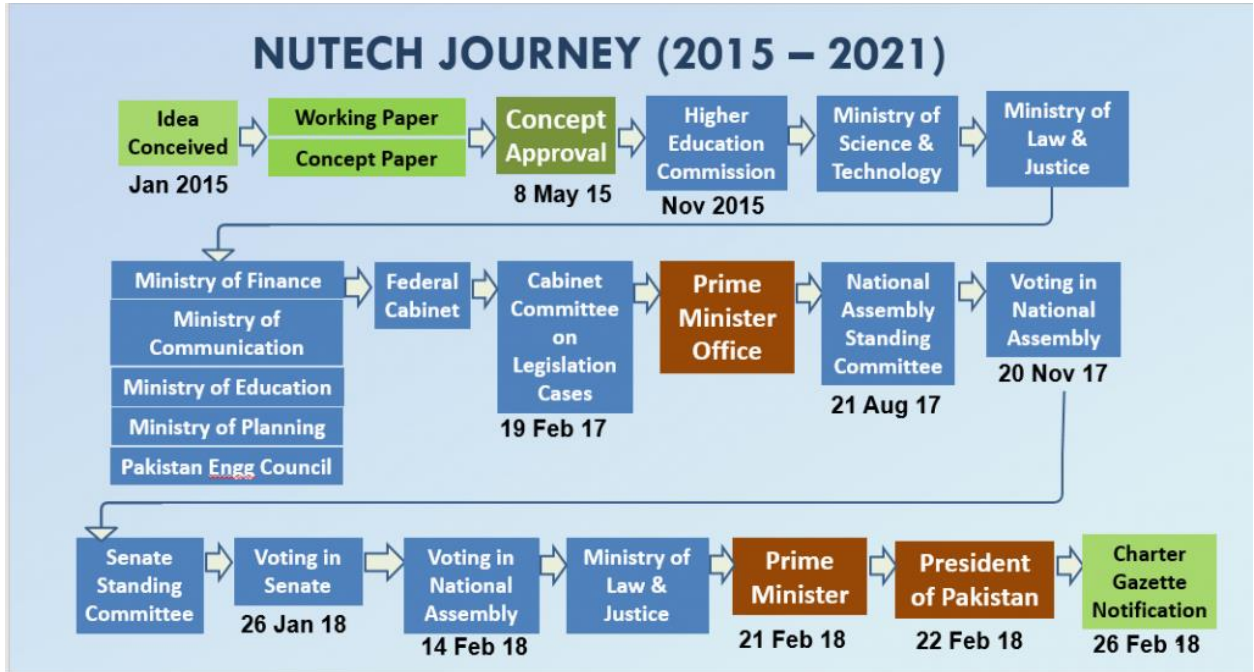 NUTECH JOURNEY (2015 – 2021)
Idea
Conceived
Jan 2015
Working Paper
Concept Paper
Concept
Approval
8 May 15
Higher
Education
Commission
Nov 2015
Ministry of
Science &
Technology
Ministry of
Law &
Justice
Ministry of Finance
Ministry of
Communication
Ministry of Education
Ministry of Planning
Pakistan Engg Council
Federal
Cabinet
Cabinet
Committee
on
Legislation
Cases
19 Feb 17
Prime
Minister
Office
National
Assembly
Standing
Committee
21 Aug 17
Voting in
National
Assembly
20 Nov 17
Senate
Standing
Committee
Voting in
Senate
26 Jan 18
Voting in
National
Assembly
14 Feb 18
Ministry of
Law &
Justice
Prime
Minister
21 Feb 18
President
of Pakistan
22 Feb 18
Charter
Gazette
Notification
26 Feb 18